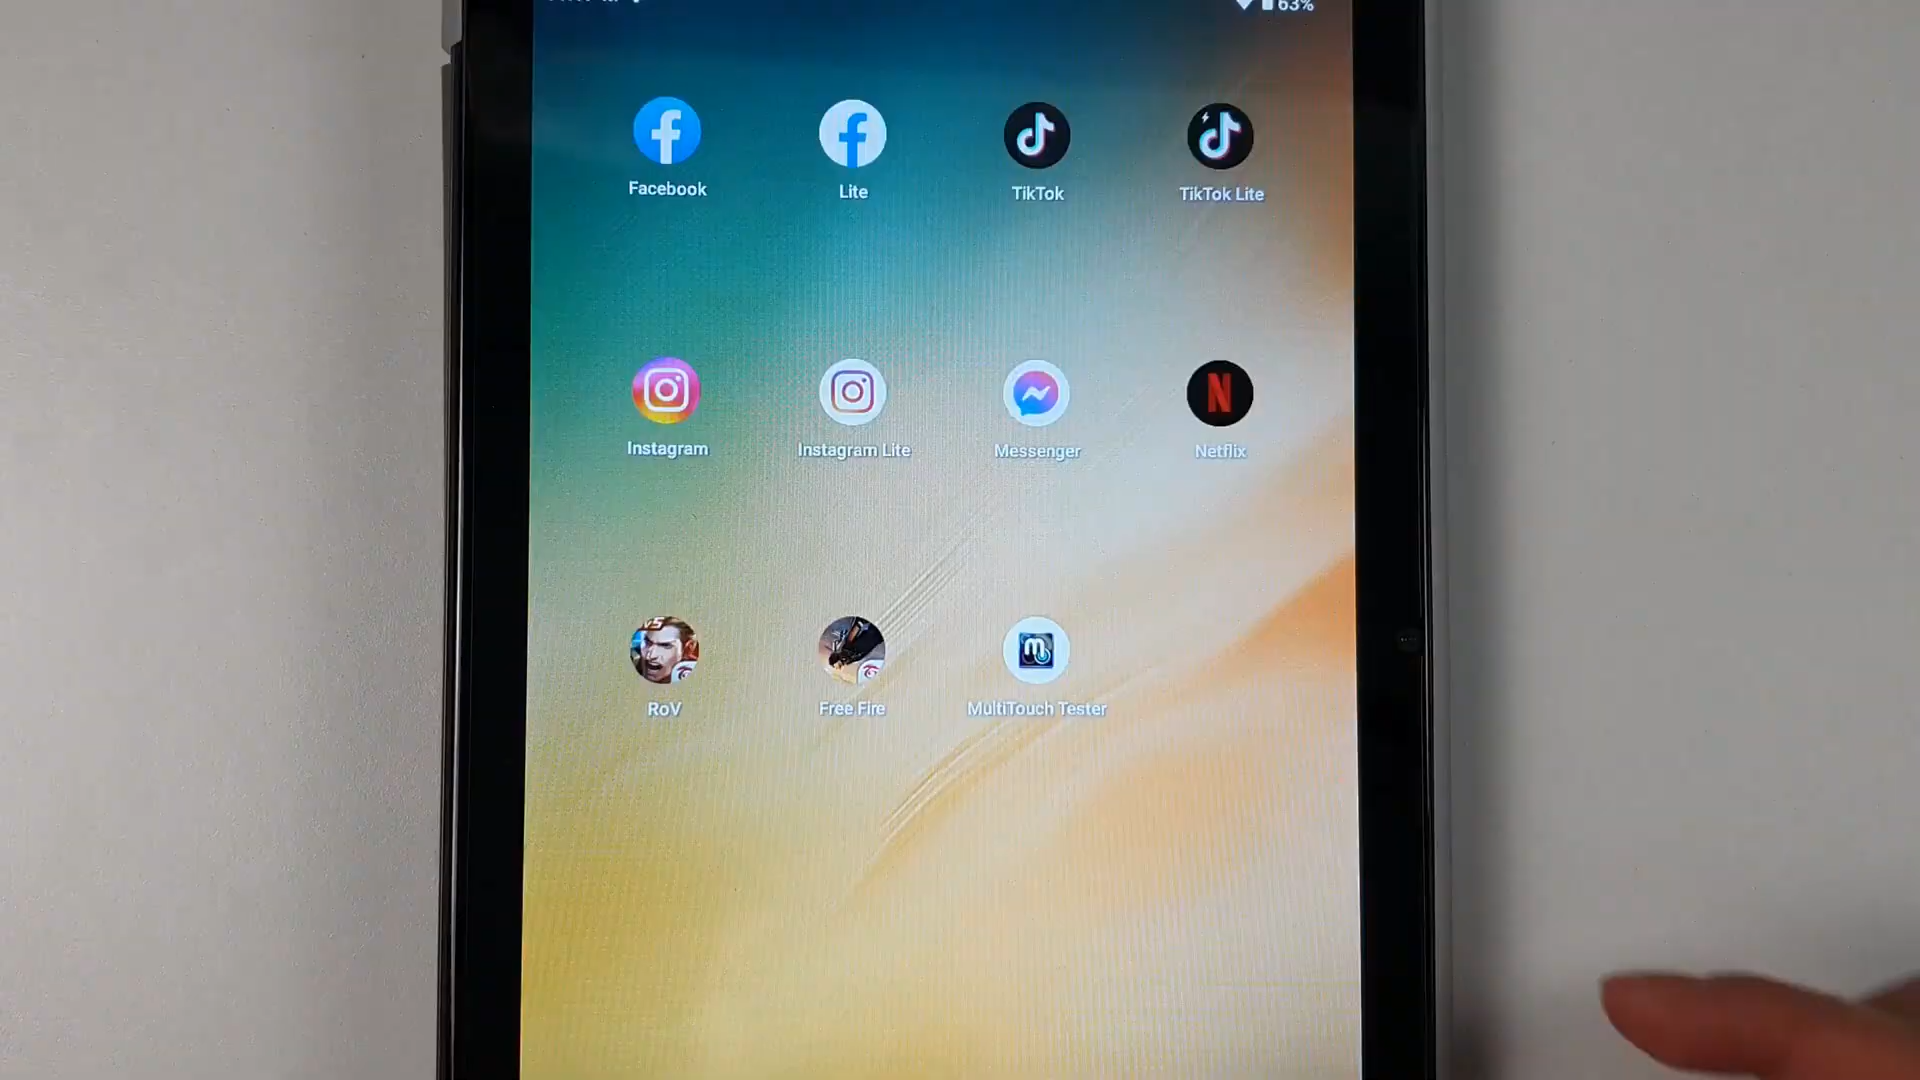 63%
Facebook
Lite
TikTok
TikTok Lite
Instagram
Instagram Lite
Messenger
Netflix
RoV
Free Fire
MultiTouch Tester